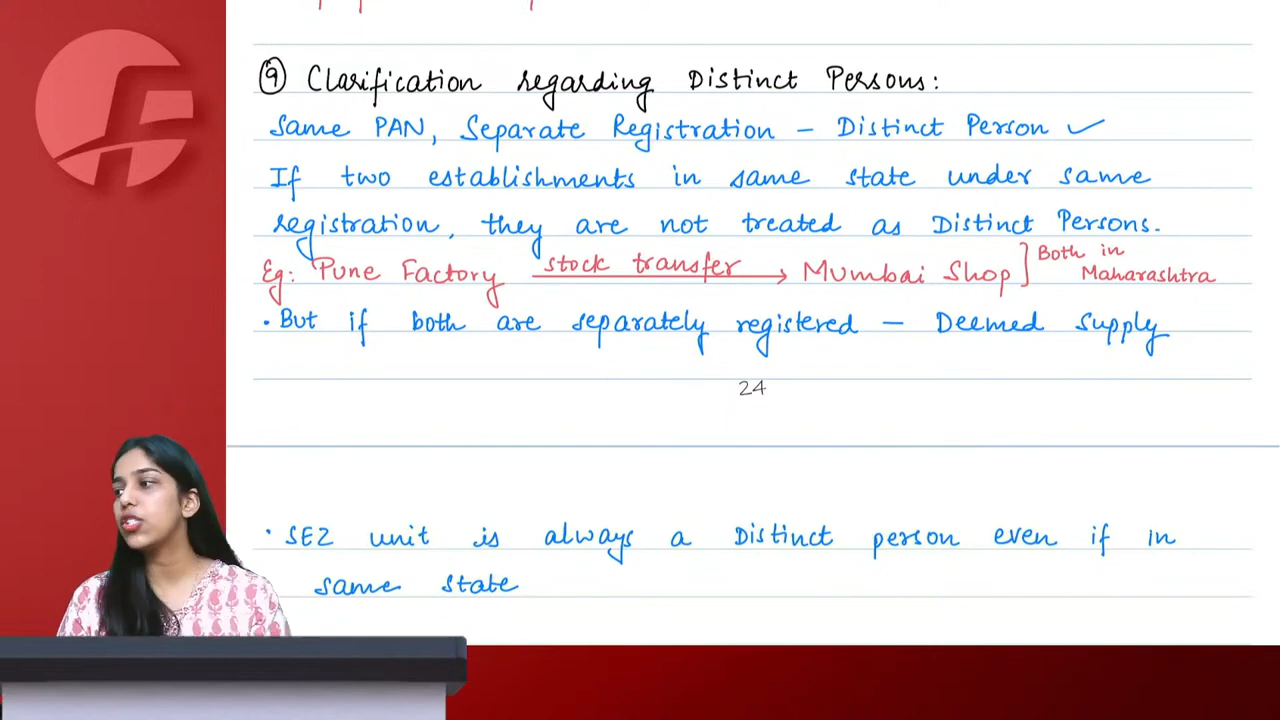 ⑨ Clarification regarding Distinct Persons:
Same PAN, Separate Registration – Distinct Person ✓
If two establishments in same state under same
registration, they are not treated as Distinct Persons.
Eg: Pune Factory stock transfer → Mumbai Shop ] Both in Maharashtra
• But if both are separately registered – Deemed supply
24
• SEZ unit is always a Distinct person even if in
same state